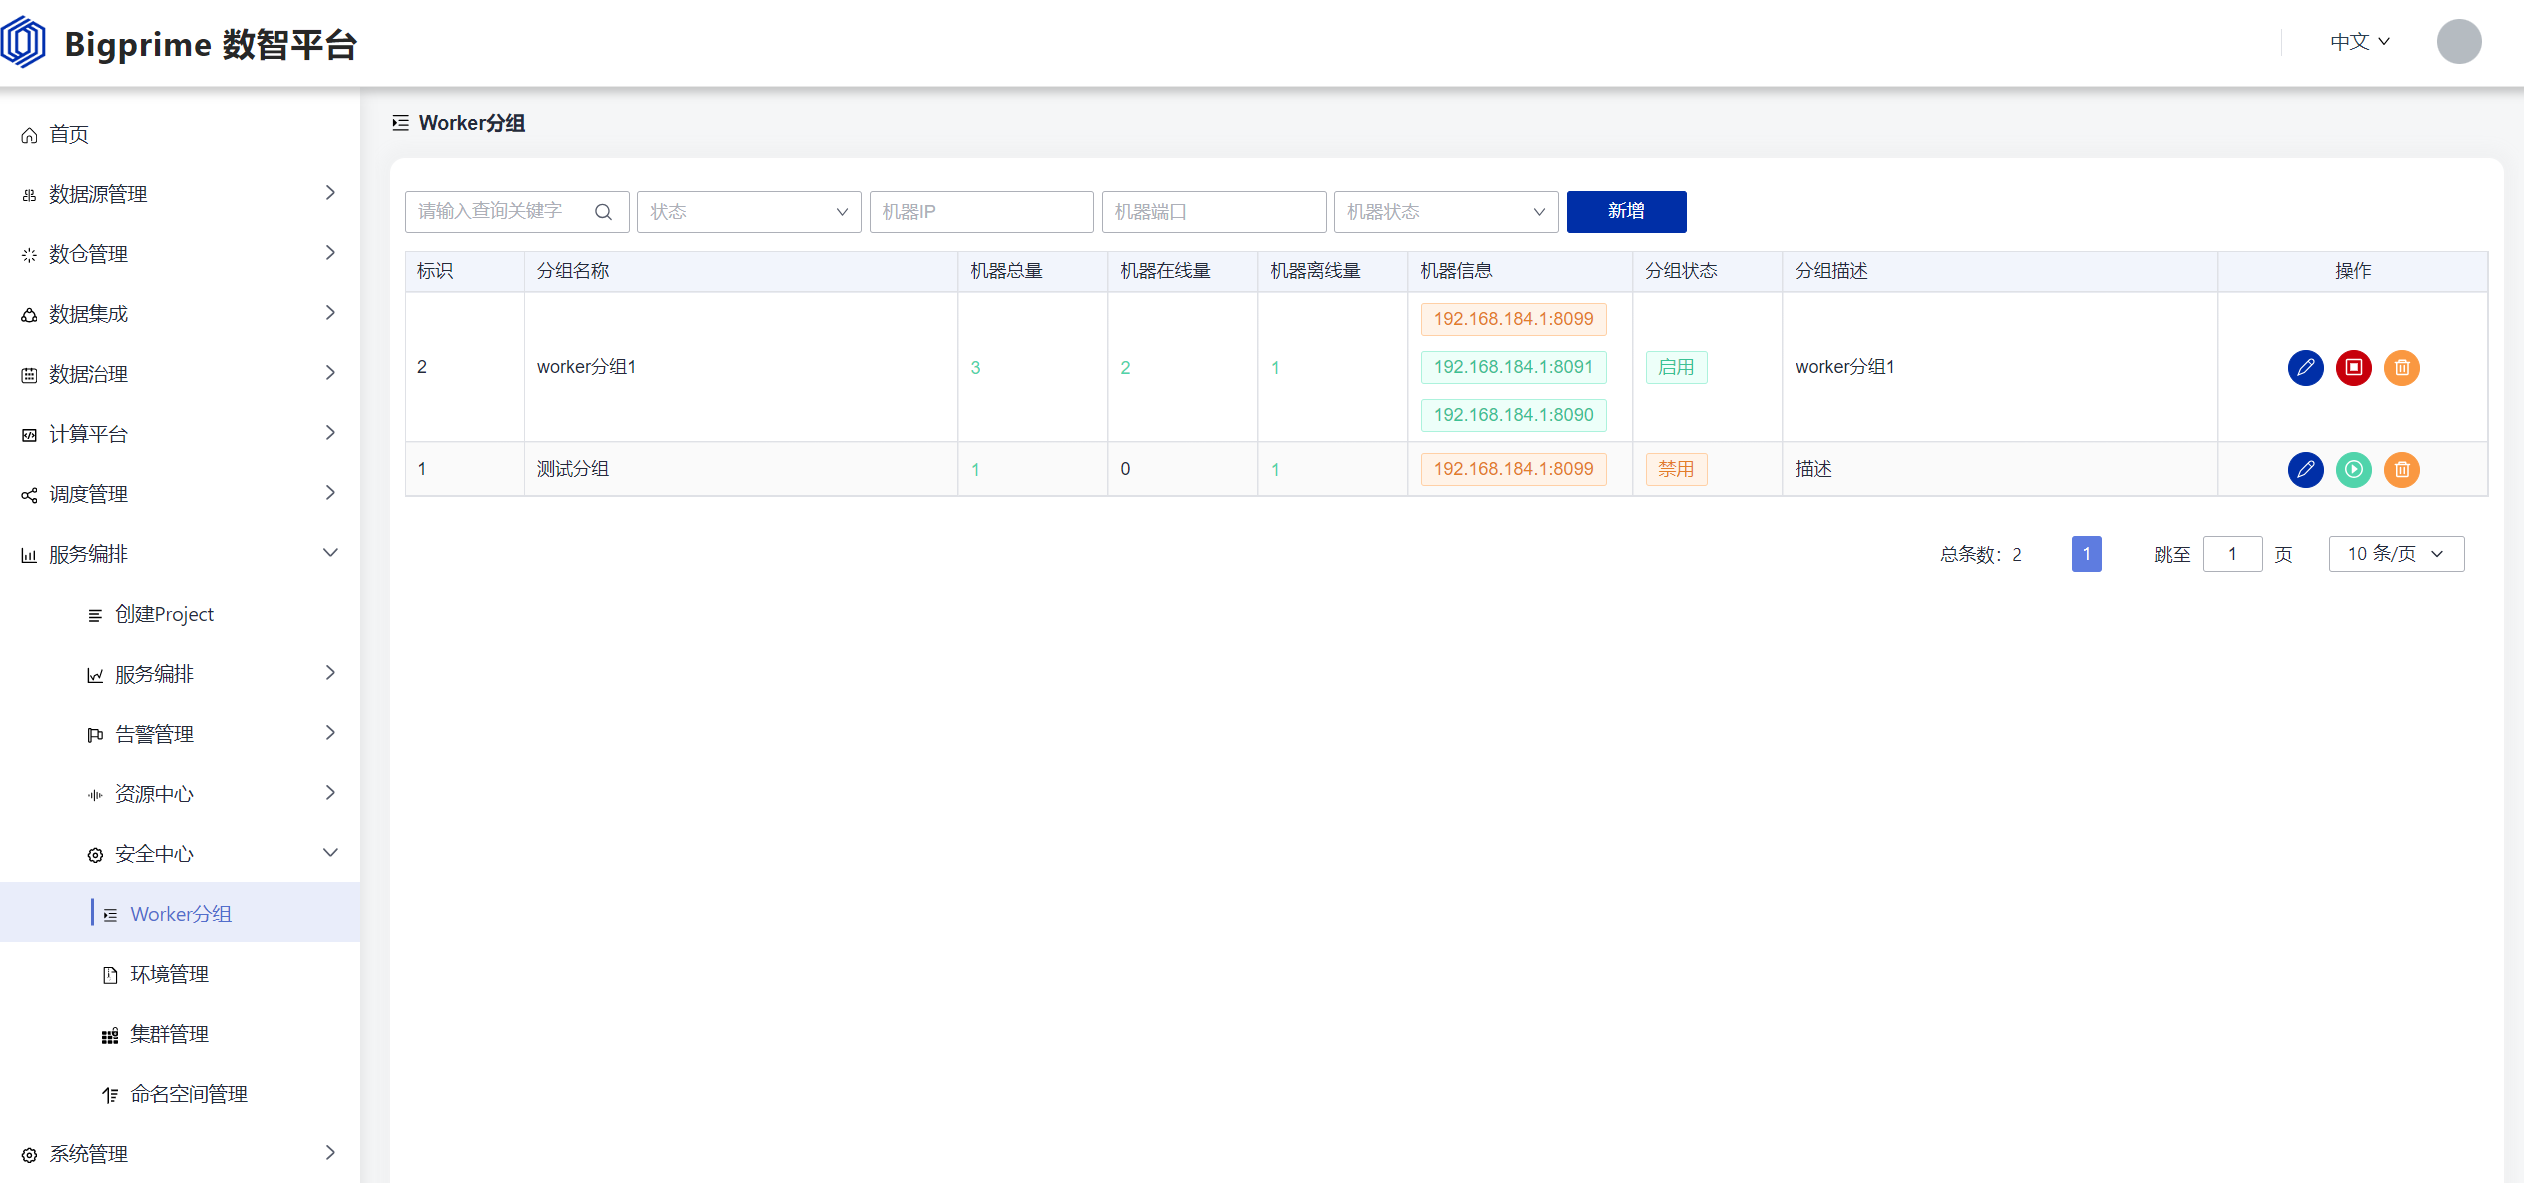 Bigprime 数智平台
中文
首页
数据源管理
数仓管理
数据集成
数据治理
计算平台
调度管理
服务编排
创建Project
服务编排
告警管理
资源中心
安全中心
Worker分组
环境管理
集群管理
命名空间管理
系统管理
Worker分组
请输入查询关键字 状态 机器IP 机器端口 机器状态 新增
标识 分组名称 机器总量 机器在线量 机器离线量 机器信息 分组状态 分组描述 操作
2 worker分组1 3 2 1 192.168.184.1:8099 启用 worker分组1
192.168.184.1:8091
192.168.184.1:8090
1 测试分组 1 0 1 192.168.184.1:8099 禁用 描述
总条数：2 1 跳至 1 页 10 条/页